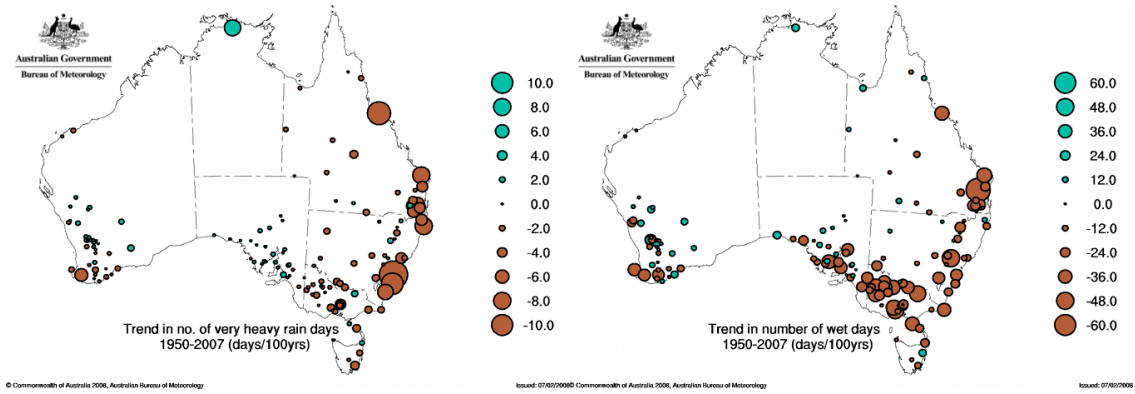 Australian Government
Bureau of Meteorology
10.0
8.0
6.0
4.0
2.0
0.0
-2.0
-4.0
-6.0
-8.0
-10.0
Trend in no. of very heavy rain days
1950-2007 (days/100yrs)
© Commonwealth of Australia 2008, Australian Bureau of Meteorology
Issued: 07/02/2008
Australian Government
Bureau of Meteorology
60.0
48.0
36.0
24.0
12.0
0.0
-12.0
-24.0
-36.0
-48.0
-60.0
Trend in number of wet days
1950-2007 (days/100yrs)
© Commonwealth of Australia 2008, Australian Bureau of Meteorology
Issued: 07/02/2008